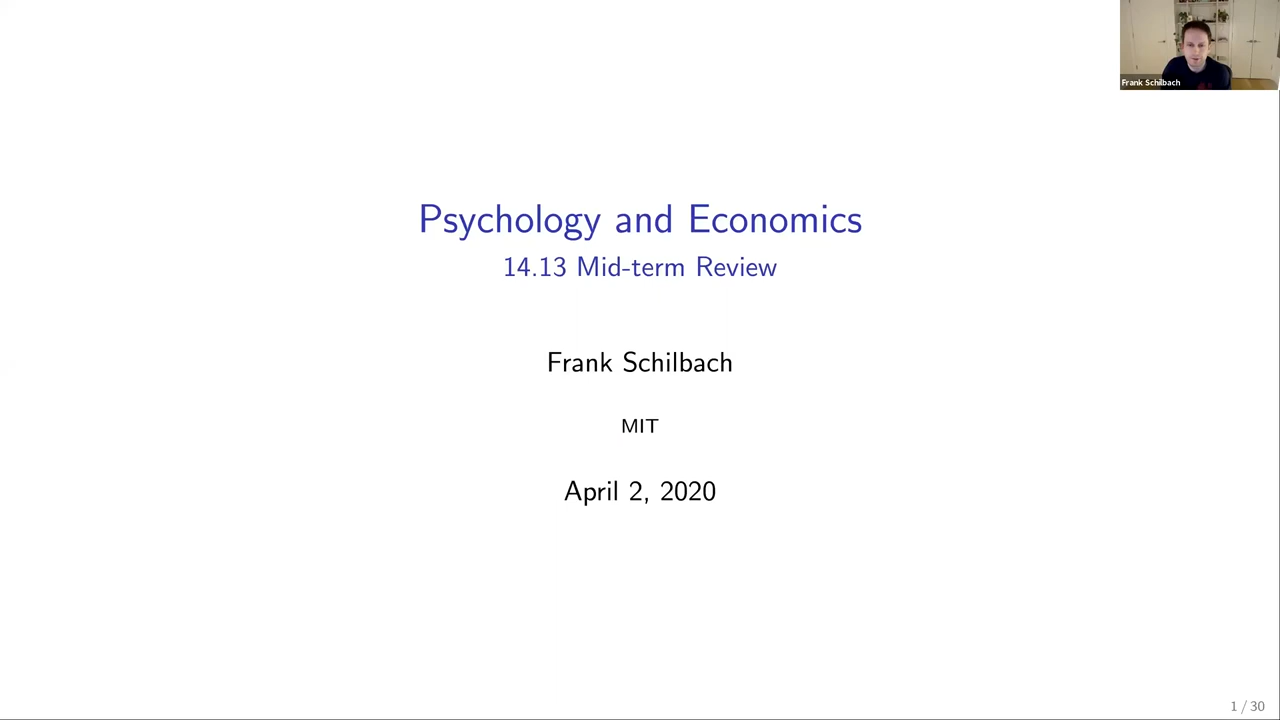 Frank Schilbach
Psychology and Economics
14.13 Mid-term Review
Frank Schilbach
MIT
April 2, 2020
1 / 30